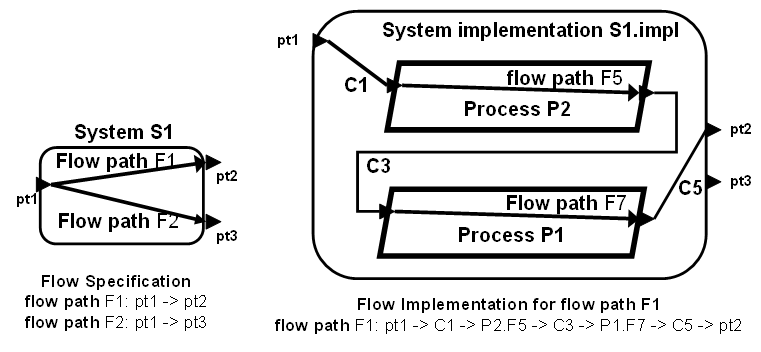 System S1
Flow path F1
pt1
pt2
Flow path F2
pt3
Flow Specification
flow path F1: pt1 -> pt2
flow path F2: pt1 -> pt3
System implementation S1.impl
pt1
C1
flow path F5
Process P2
pt2
C3
C5
pt3
Flow path F7
Process P1
Flow Implementation for flow path F1
flow path F1: pt1 -> C1 -> P2.F5 -> C3 -> P1.F7 -> C5 -> pt2